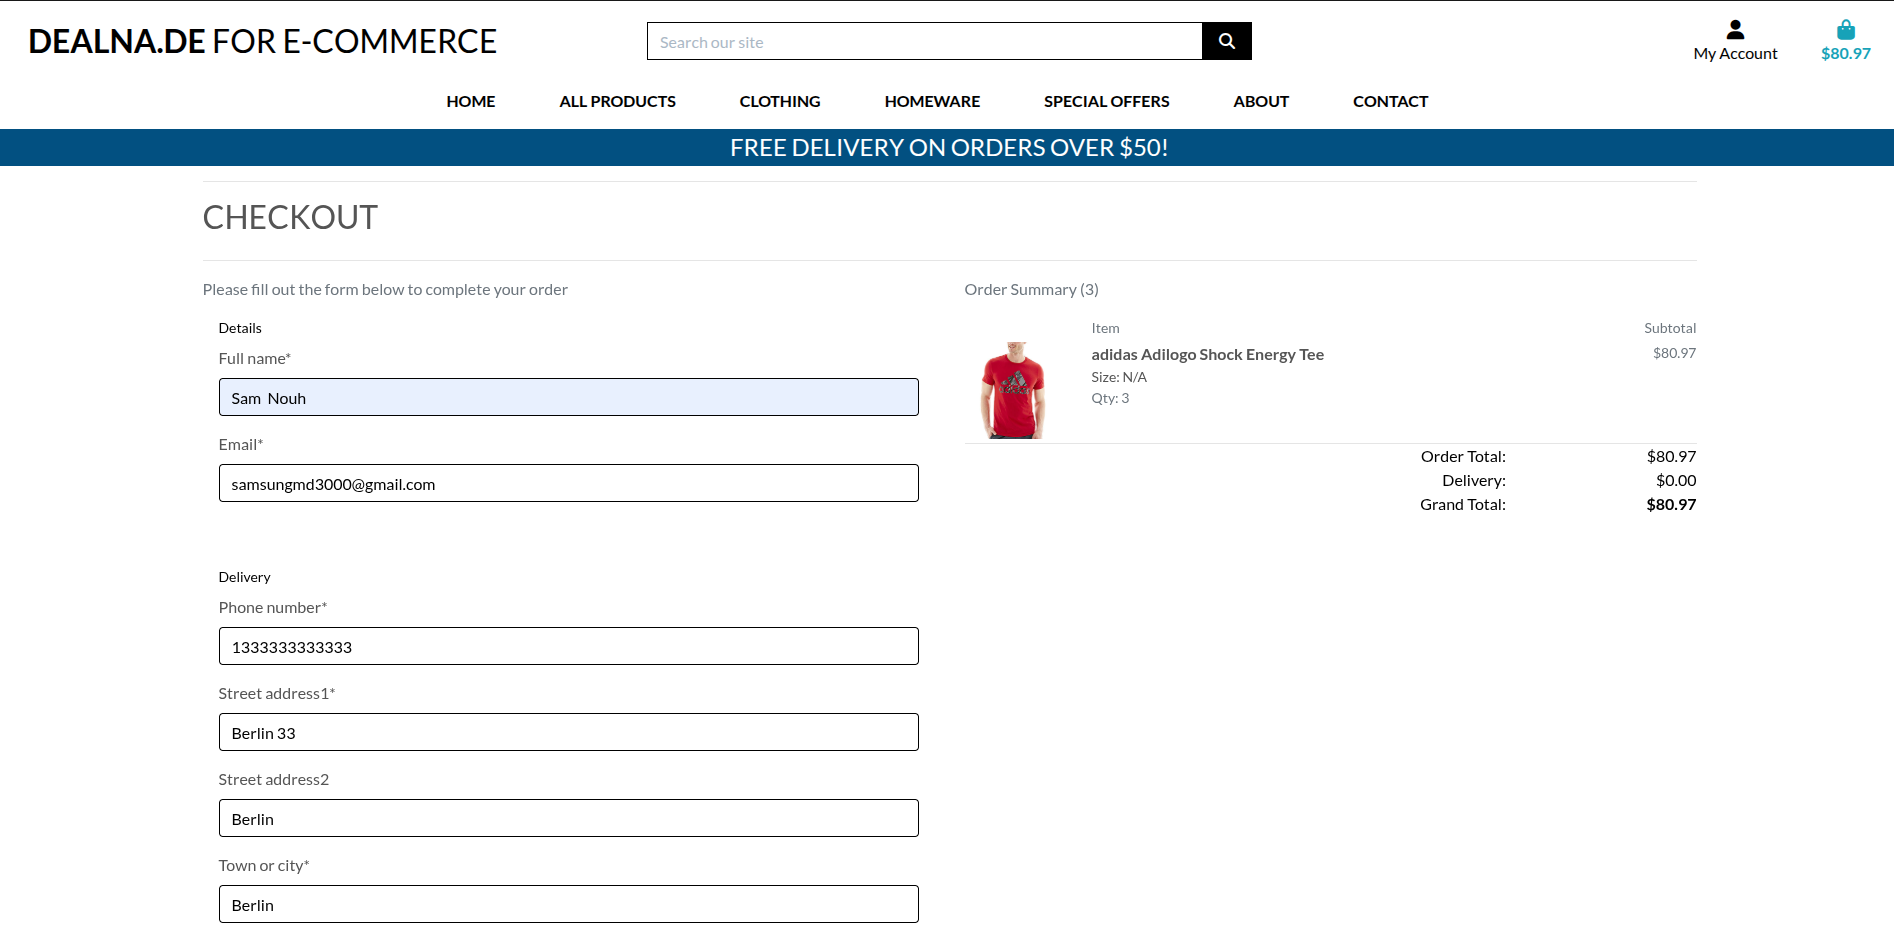 DEALNA.DE FOR E-COMMERCE
Search our site
My Account
$80.97
HOME ALL PRODUCTS CLOTHING HOMEWARE SPECIAL OFFERS ABOUT CONTACT
FREE DELIVERY ON ORDERS OVER $50!
CHECKOUT
Please fill out the form below to complete your order
Details
Full name*
Sam  Nouh
Email*
samsungmd3000@gmail.com
Delivery
Phone number*
1333333333333
Street address1*
Berlin 33
Street address2
Berlin
Town or city*
Berlin
Order Summary (3)
Item Subtotal
adidas Adilogo Shock Energy Tee $80.97
Size: N/A
Qty: 3
Order Total: $80.97
Delivery: $0.00
Grand Total: $80.97